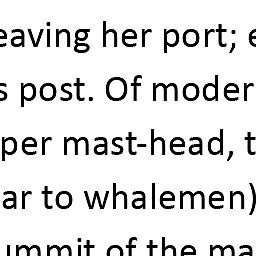 eaving her port; e
s post. Of moder
per mast-head, t
ar to whalemen)
ummit of the ma